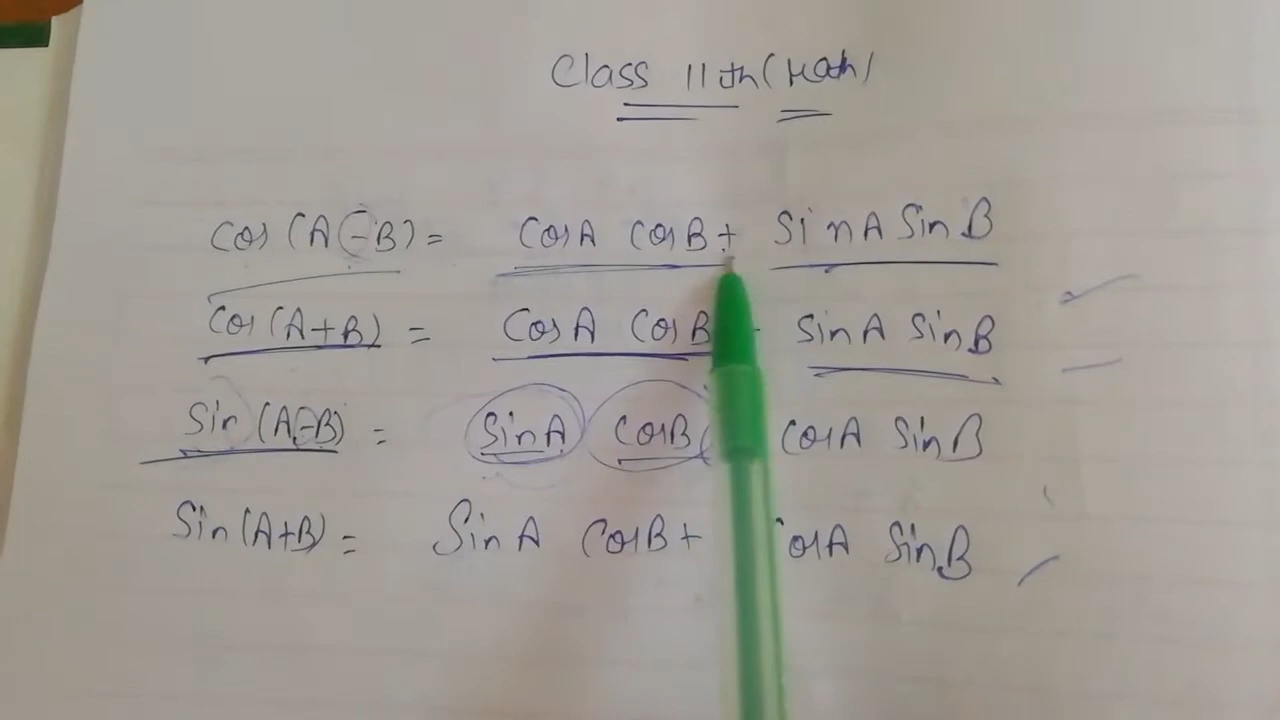 Class 11th (Math)
Cos (A-B) = CosA CosB + SinA SinB
Cos (A+B) = CosA CosB - SinA SinB
Sin (A-B) = SinA CosB CosA SinB
Sin (A+B) = SinA CosB + CosA SinB